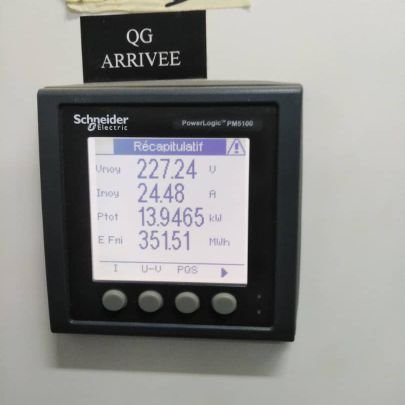 QG
ARRIVEE
Schneider
Electric
PowerLogic™ PM5100
Récapitulatif
Umoy 227.24 V
Imoy 24.48 A
Ptot 13.9465 kW
E Fni 351.51 MWh
I U-V PQS